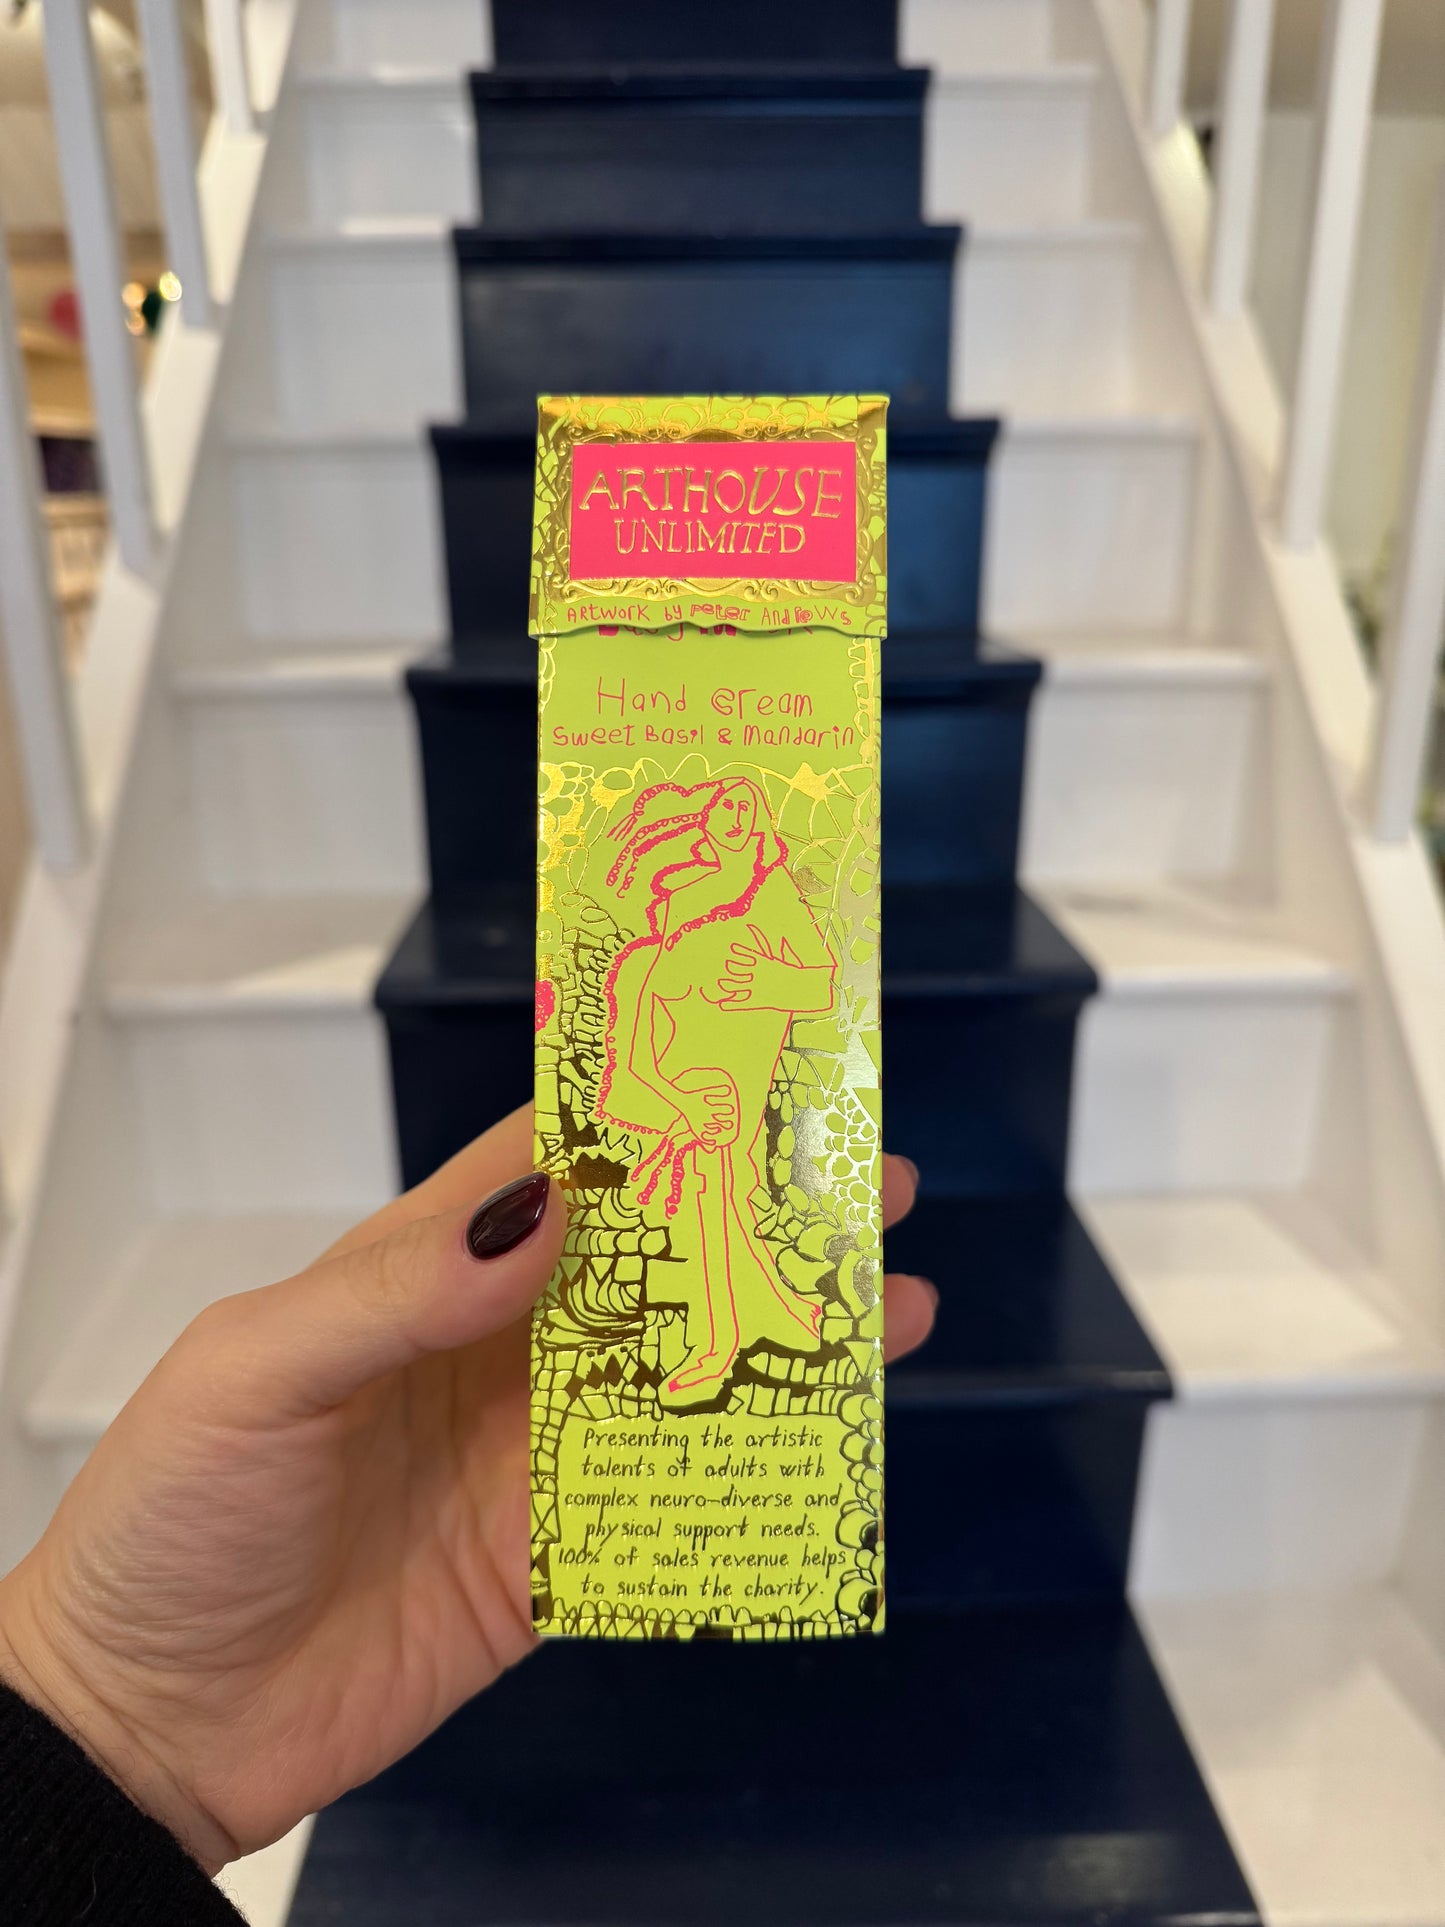 ARTHOUSE
UNLIMITED
Artwork by Peter Andrews
Hand Cream
Sweet Basil & Mandarin
Presenting the artistic
talents of adults with
complex neuro-diverse and
physical support needs.
100% of sales revenue helps
to sustain the charity.